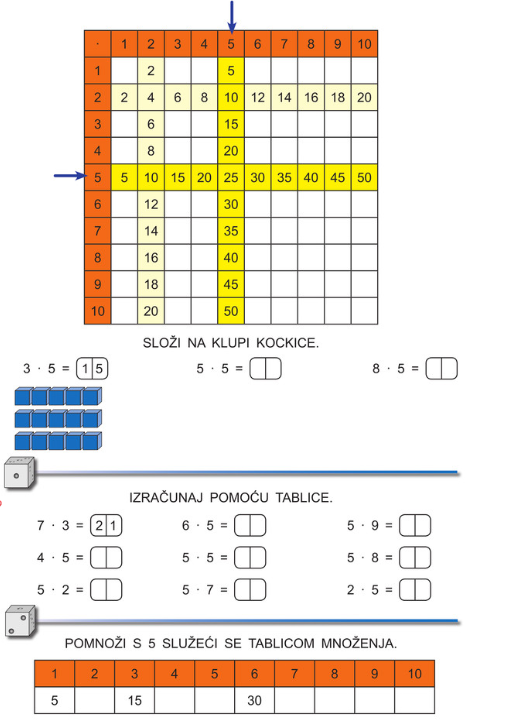 · 1 2 3 4 5 6 7 8 9 10
1 2 5
2 2 4 6 8 10 12 14 16 18 20
3 6 15
4 8 20
5 5 10 15 20 25 30 35 40 45 50
6 12 30
7 14 35
8 16 40
9 18 45
10 20 50
SLOŽI NA KLUPI KOCKICE.
3 · 5 = 15 5 · 5 = 8 · 5 =
IZRAČUNAJ POMOĆU TABLICE.
7 · 3 = 21 6 · 5 = 5 · 9 =
4 · 5 = 5 · 5 = 5 · 8 =
5 · 2 = 5 · 7 = 2 · 5 =
POMNOŽI S 5 SLUŽEĆI SE TABLICOM MNOŽENJA.
1 2 3 4 5 6 7 8 9 10
5 15 30